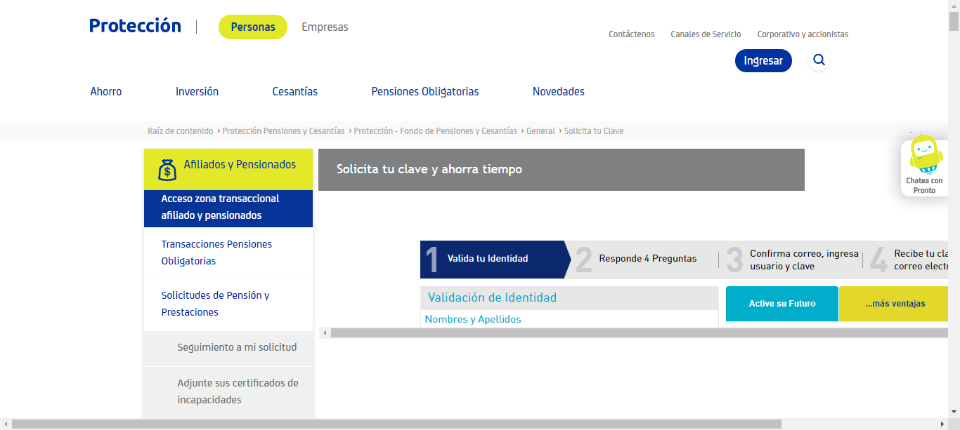 Protección
Personas
Empresas
Contáctenos
Canales de Servicio
Corporativo y accionistas
Ingresar
Ahorro
Inversión
Cesantías
Pensiones Obligatorias
Novedades
Raíz de contenido > Protección Pensiones y Cesantías > Protección - Fondo de Pensiones y Cesantías > General > Solicita tu Clave
Chatea con
Pronto
Afiliados y Pensionados
Solicita tu clave y ahorra tiempo
Acceso zona transaccional
afiliado y pensionados
Transacciones Pensiones
Obligatorias
Solicitudes de Pensión y
Prestaciones
Seguimiento a mi solicitud
Adjunte sus certificados de
incapacidades
1 Valida tu Identidad
2 Responde 4 Preguntas
3 Confirma correo, ingresa
usuario y clave
4 Recibe tu cla
correo elect
Validación de Identidad
Nombres y Apellidos
Active su Futuro
...más ventajas